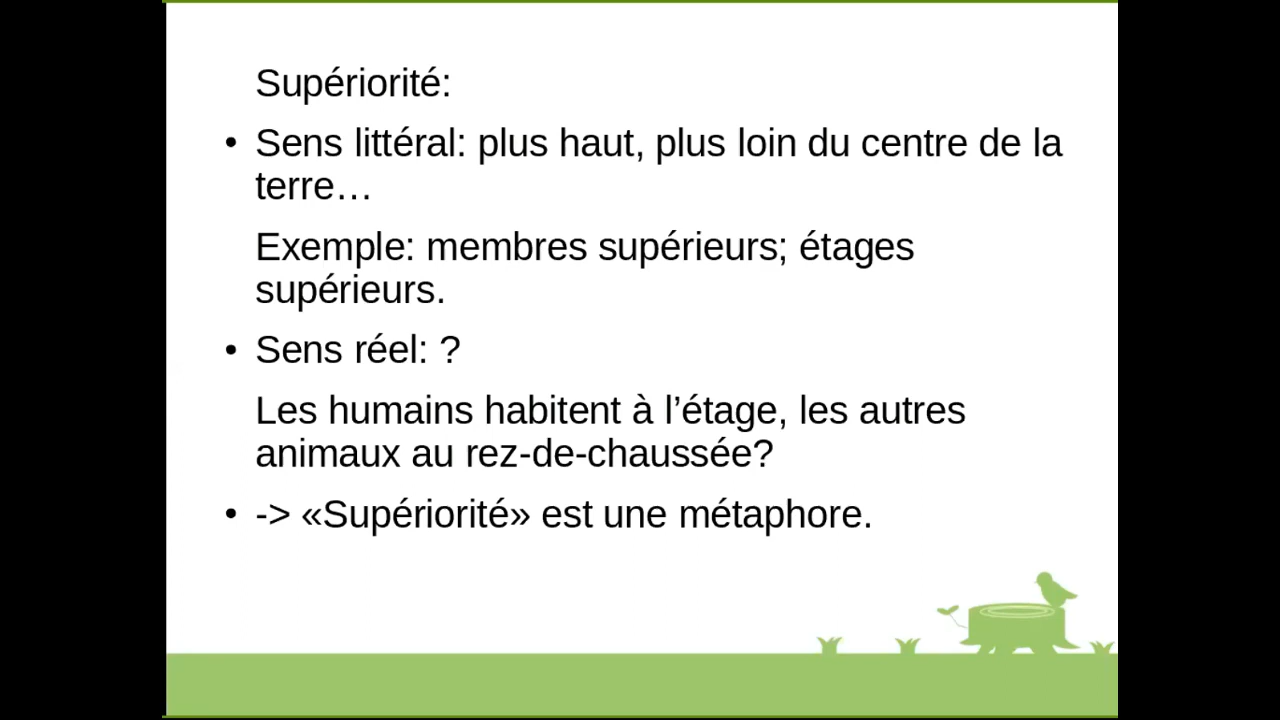 Supériorité:
• Sens littéral: plus haut, plus loin du centre de la
terre…
Exemple: membres supérieurs; étages
supérieurs.
• Sens réel: ?
Les humains habitent à l’étage, les autres
animaux au rez-de-chaussée?
• -> «Supériorité» est une métaphore.